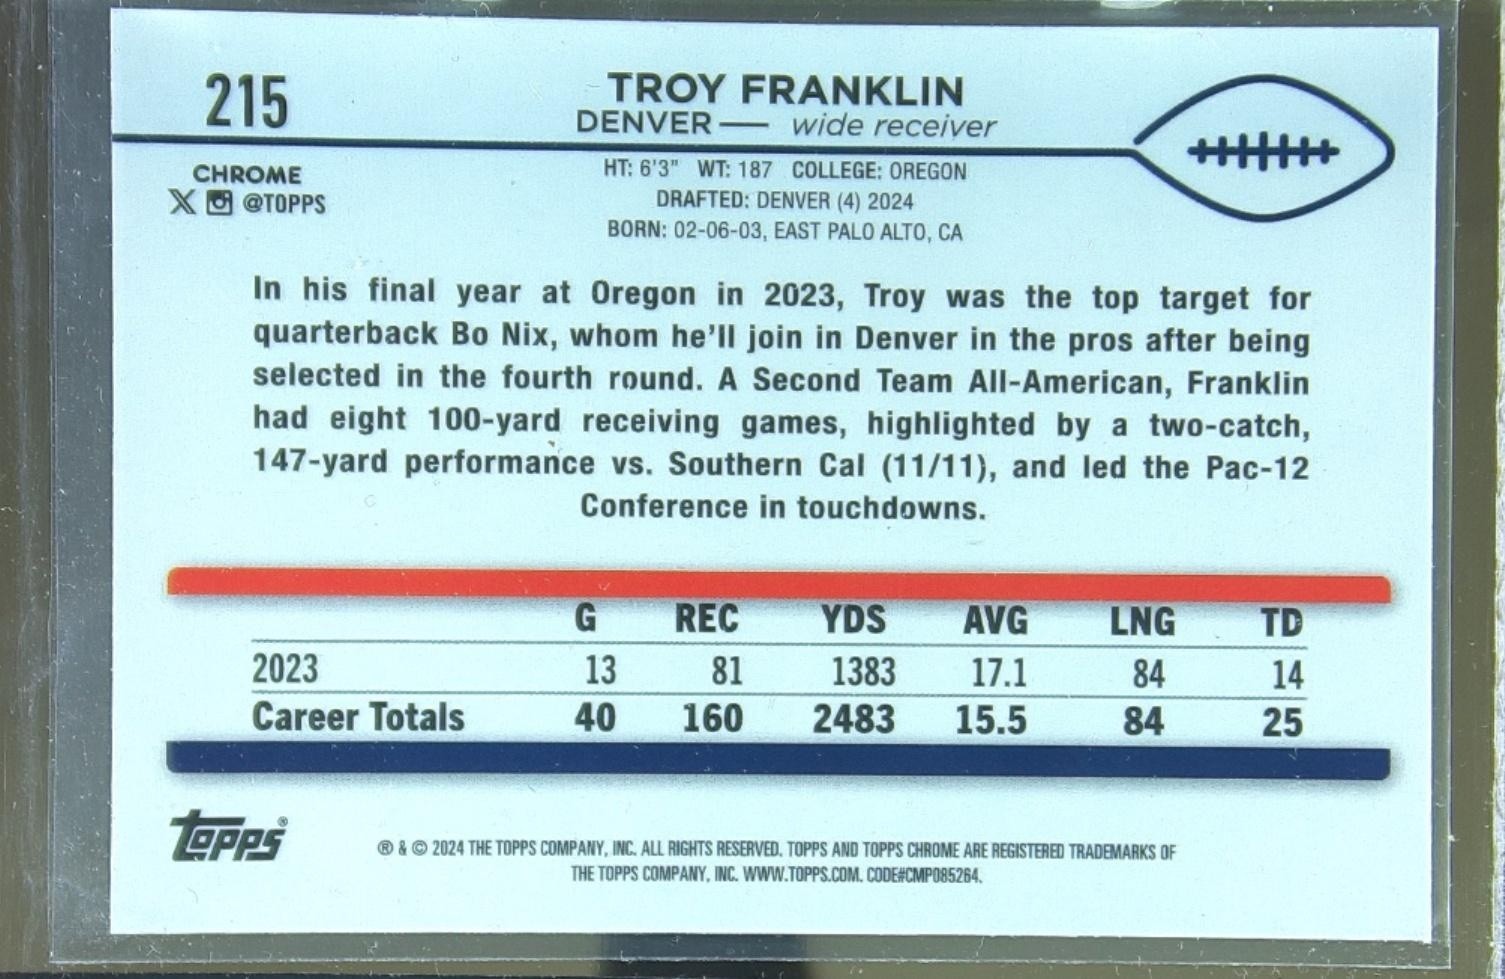 215
TROY FRANKLIN
DENVER — wide receiver
CHROME
@TOPPS
HT: 6'3" WT: 187 COLLEGE: OREGON
DRAFTED: DENVER (4) 2024
BORN: 02-06-03, EAST PALO ALTO, CA
In his final year at Oregon in 2023, Troy was the top target for
quarterback Bo Nix, whom he'll join in Denver in the pros after being
selected in the fourth round. A Second Team All-American, Franklin
had eight 100-yard receiving games, highlighted by a two-catch,
147-yard performance vs. Southern Cal (11/11), and led the Pac-12
Conference in touchdowns.
G REC YDS AVG LNG TD
2023 13 81 1383 17.1 84 14
Career Totals 40 160 2483 15.5 84 25
topps®
® & © 2024 THE TOPPS COMPANY, INC. ALL RIGHTS RESERVED. TOPPS AND TOPPS CHROME ARE REGISTERED TRADEMARKS OF
THE TOPPS COMPANY, INC. WWW.TOPPS.COM. CODE#CMP085264.